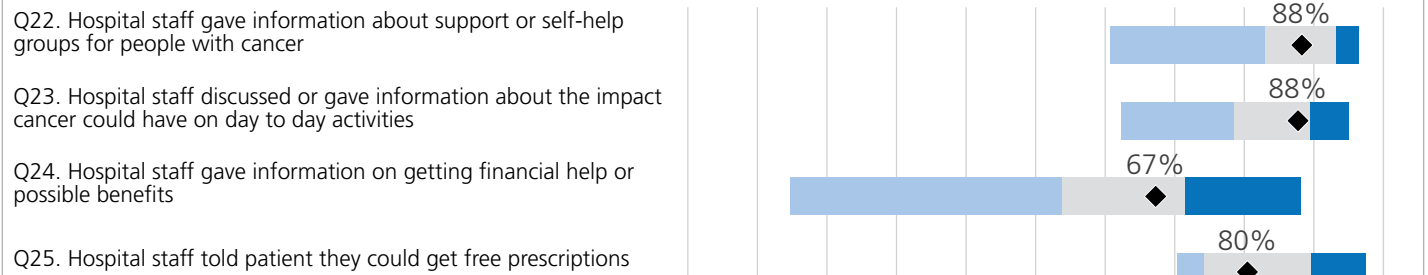 Q22. Hospital staff gave information about support or self-help
groups for people with cancer
88%
Q23. Hospital staff discussed or gave information about the impact
cancer could have on day to day activities
88%
Q24. Hospital staff gave information on getting financial help or
possible benefits
67%
Q25. Hospital staff told patient they could get free prescriptions
80%